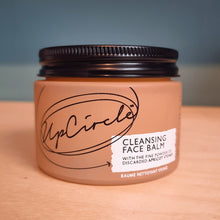 UpCircle
CLEANSING
FACE BALM
WITH THE FINE POWDER OF
DISCARDED APRICOT STONES
BAUME NETTOYANT VISAGE